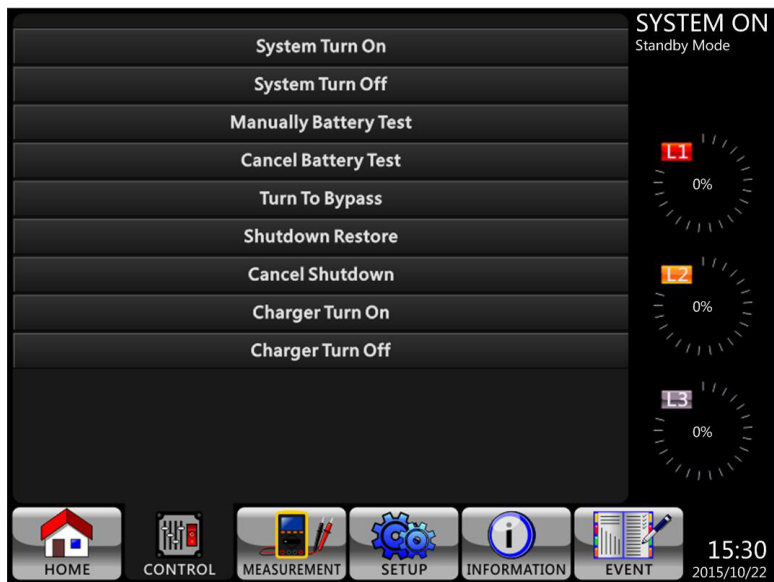 SYSTEM ON
Standby Mode
System Turn On
System Turn Off
Manually Battery Test
Cancel Battery Test
Turn To Bypass
Shutdown Restore
Cancel Shutdown
Charger Turn On
Charger Turn Off
L1
0%
L2
0%
L3
0%
HOME
CONTROL
MEASUREMENT
SETUP
INFORMATION
EVENT
15:30
2015/10/22